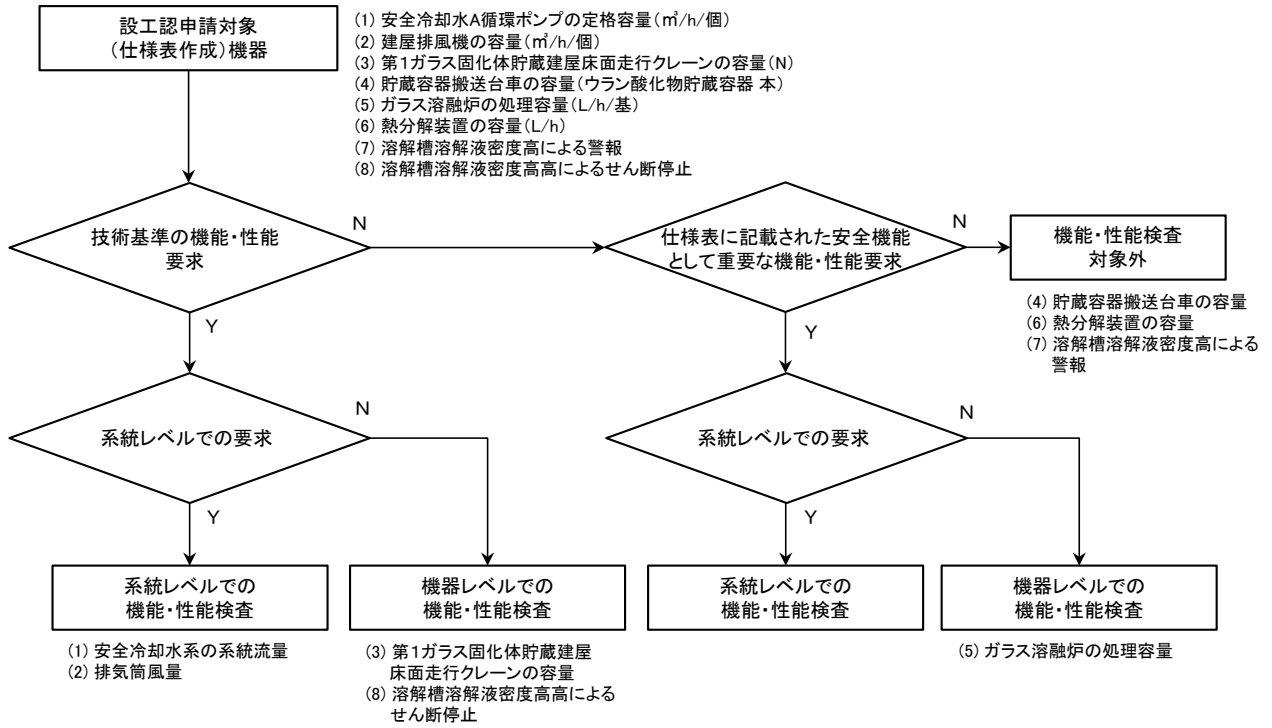 設工認申請対象
(仕様表作成)機器
(1) 安全冷却水A循環ポンプの定格容量(㎥/h/個)
(2) 建屋排風機の容量(㎥/h/個)
(3) 第1ガラス固化体貯蔵建屋床面走行クレーンの容量(N)
(4) 貯蔵容器搬送台車の容量(ウラン酸化物貯蔵容器 本)
(5) ガラス溶融炉の処理容量(L/h/基)
(6) 熱分解装置の容量(L/h)
(7) 溶解槽溶解液密度高による警報
(8) 溶解槽溶解液密度高高によるせん断停止
技術基準の機能・性能
要求
N
Y
仕様表に記載された安全機能
として重要な機能・性能要求
N
Y
機能・性能検査
対象外
(4) 貯蔵容器搬送台車の容量
(6) 熱分解装置の容量
(7) 溶解槽溶解液密度高による
警報
系統レベルでの要求
N
Y
系統レベルでの要求
N
Y
系統レベルでの
機能・性能検査
(1) 安全冷却水系の系統流量
(2) 排気筒風量
機器レベルでの
機能・性能検査
(3) 第1ガラス固化体貯蔵建屋
床面走行クレーンの容量
(8) 溶解槽溶解液密度高高による
せん断停止
系統レベルでの
機能・性能検査
機器レベルでの
機能・性能検査
(5) ガラス溶融炉の処理容量